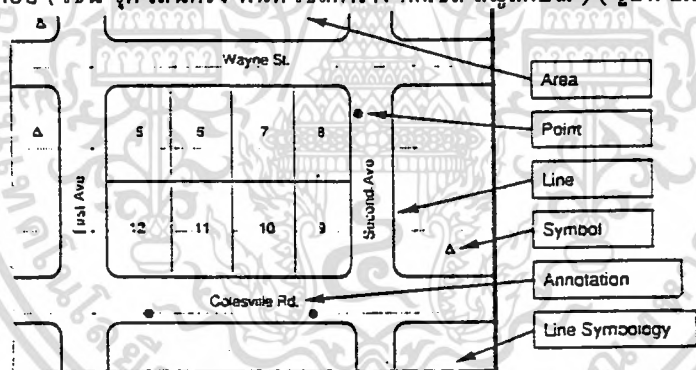 Wayne St.
Area
Point
5 5 7 8
Line
Second Ave
12 11 10 9
Symbol
Annotation
Colesville Rd.
Line Symbology